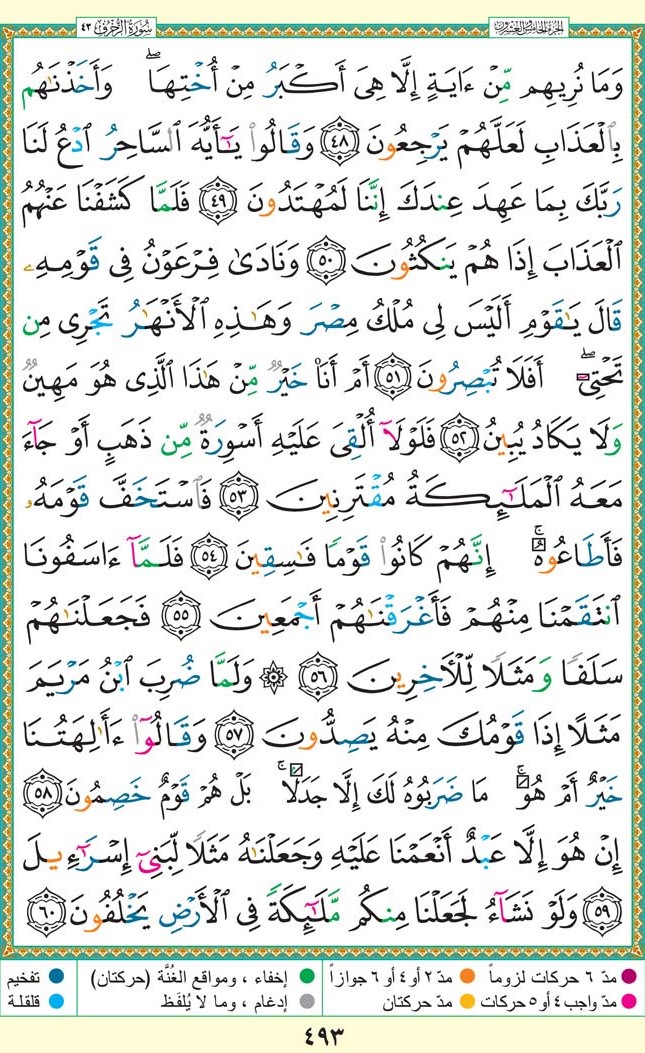 الجزء الخامس والعشرون
سورة الزخرف ٤٣
وَمَا نُرِيهِم مِّنْ ءَايَةٍ إِلَّا هِىَ أَكْبَرُ مِنْ أُخْتِهَا ۖ وَأَخَذْنَٰهُم
بِٱلْعَذَابِ لَعَلَّهُمْ يَرْجِعُونَ ﴿٤٨﴾ وَقَالُوا۟ يَٰٓأَيُّهَ ٱلسَّاحِرُ ٱدْعُ لَنَا
رَبَّكَ بِمَا عَهِدَ عِندَكَ إِنَّنَا لَمُهْتَدُونَ ﴿٤٩﴾ فَلَمَّا كَشَفْنَا عَنْهُمُ
ٱلْعَذَابَ إِذَا هُمْ يَنكُثُونَ ﴿٥٠﴾ وَنَادَىٰ فِرْعَوْنُ فِى قَوْمِهِۦ
قَالَ يَٰقَوْمِ أَلَيْسَ لِى مُلْكُ مِصْرَ وَهَٰذِهِ ٱلْأَنْهَٰرُ تَجْرِى مِن
تَحْتِىٓ ۖ أَفَلَا تُبْصِرُونَ ﴿٥١﴾ أَمْ أَنَا۠ خَيْرٌ مِّنْ هَٰذَا ٱلَّذِى هُوَ مَهِينٌ
وَلَا يَكَادُ يُبِينُ ﴿٥٢﴾ فَلَوْلَآ أُلْقِىَ عَلَيْهِ أَسْوِرَةٌ مِّن ذَهَبٍ أَوْ جَآءَ
مَعَهُ ٱلْمَلَٰٓئِكَةُ مُقْتَرِنِينَ ﴿٥٣﴾ فَٱسْتَخَفَّ قَوْمَهُۥ
فَأَطَاعُوهُ ۚ إِنَّهُمْ كَانُوا۟ قَوْمًا فَٰسِقِينَ ﴿٥٤﴾ فَلَمَّآ ءَاسَفُونَا
ٱنتَقَمْنَا مِنْهُمْ فَأَغْرَقْنَٰهُمْ أَجْمَعِينَ ﴿٥٥﴾ فَجَعَلْنَٰهُمْ
سَلَفًا وَمَثَلًا لِّلْءَاخِرِينَ ﴿٥٦﴾ ۞ وَلَمَّا ضُرِبَ ٱبْنُ مَرْيَمَ
مَثَلًا إِذَا قَوْمُكَ مِنْهُ يَصِدُّونَ ﴿٥٧﴾ وَقَالُوٓا۟ ءَأَٰلِهَتُنَا
خَيْرٌ أَمْ هُوَ ۚ مَا ضَرَبُوهُ لَكَ إِلَّا جَدَلًۢا ۚ بَلْ هُمْ قَوْمٌ خَصِمُونَ ﴿٥٨﴾
إِنْ هُوَ إِلَّا عَبْدٌ أَنْعَمْنَا عَلَيْهِ وَجَعَلْنَٰهُ مَثَلًا لِّبَنِىٓ إِسْرَٰٓءِيلَ
﴿٥٩﴾ وَلَوْ نَشَآءُ لَجَعَلْنَا مِنكُم مَّلَٰٓئِكَةً فِى ٱلْأَرْضِ يَخْلُفُونَ ﴿٦٠﴾
مدّ ٦ حركات لزوماً مدّ ٢ أو ٤ أو ٦ جوازاً إخفاء ، ومواقع الغُنَّة (حركتان) تفخيم
مدّ واجب ٤ أو ٥ حركات مدّ حركتان إدغام ، وما لا يُلفَظ قلقلة
٤٩٣